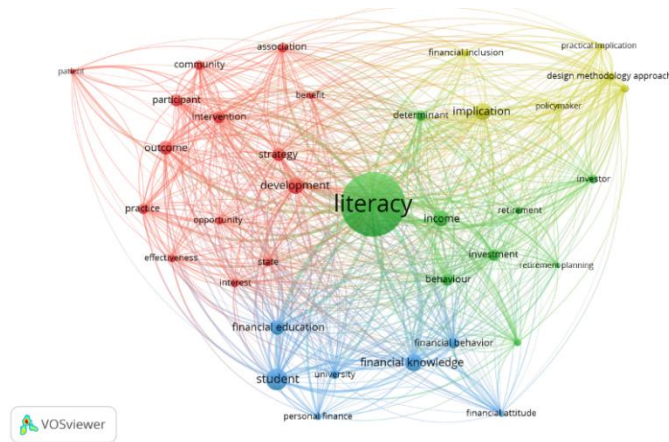 association
community
financial inclusion
practical implication
patient
design methodology approach
participant
benefit
policymaker
implication
determinant
intervention
outcome
strategy
development
investor
literacy
practice
retirement
opportunity
income
investment
effectiveness
state
retirement planning
interest
behaviour
financial education
financial behavior
financial knowledge
student
university
personal finance
financial attitude
VOSviewer